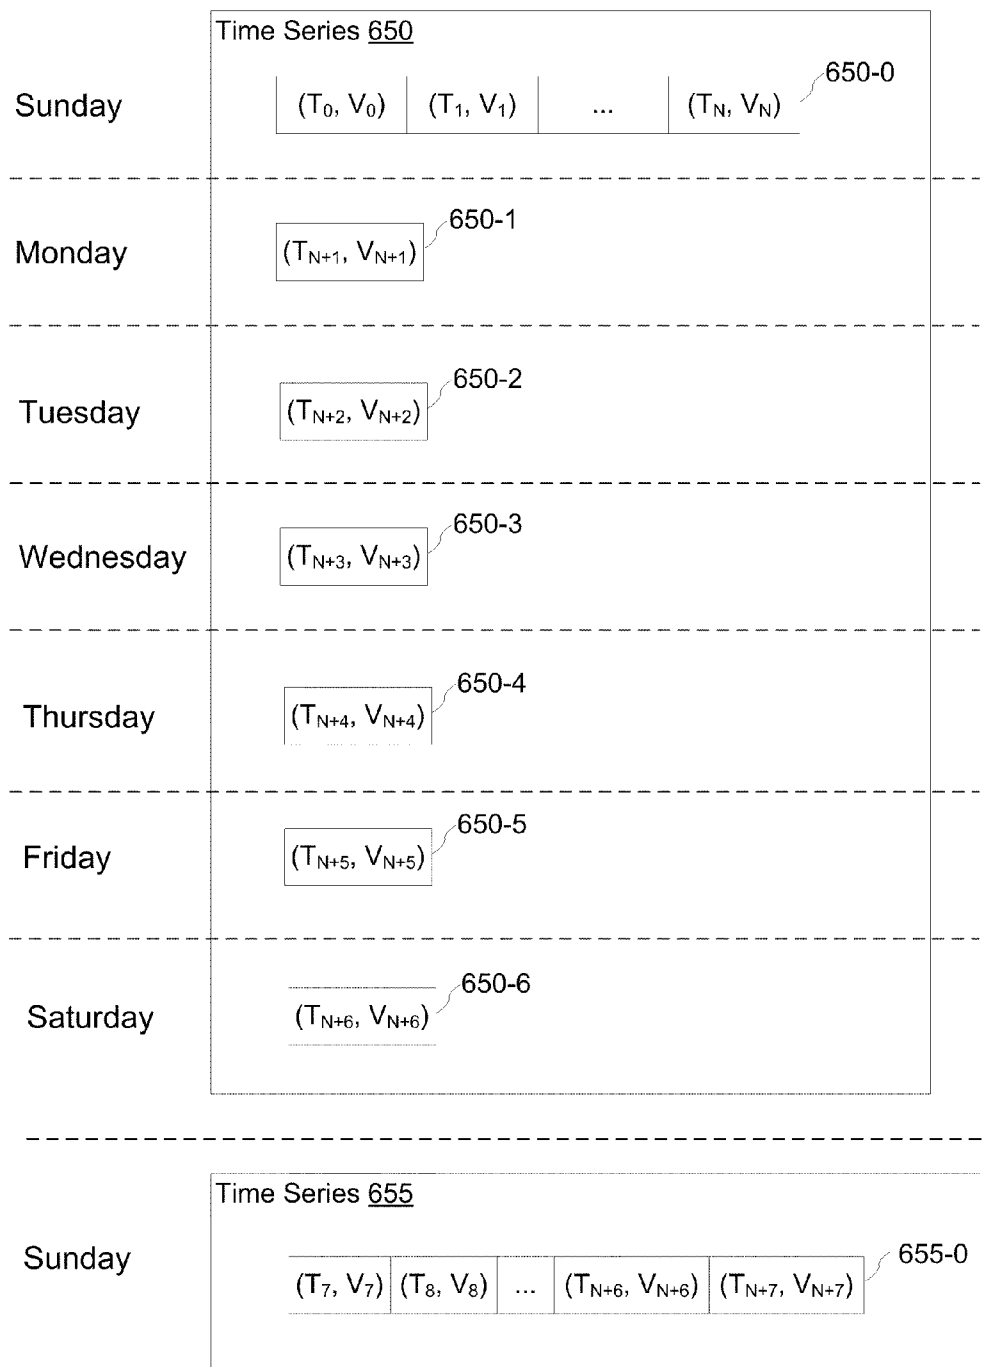 Time Series 650
650-0
Sunday (T0, V0) (T1, V1) ... (TN, VN)
650-1
Monday (TN+1, VN+1)
650-2
Tuesday (TN+2, VN+2)
650-3
Wednesday (TN+3, VN+3)
650-4
Thursday (TN+4, VN+4)
650-5
Friday (TN+5, VN+5)
650-6
Saturday (TN+6, VN+6)
Time Series 655
Sunday 655-0
(T7, V7) (T8, V8) ... (TN+6, VN+6) (TN+7, VN+7)